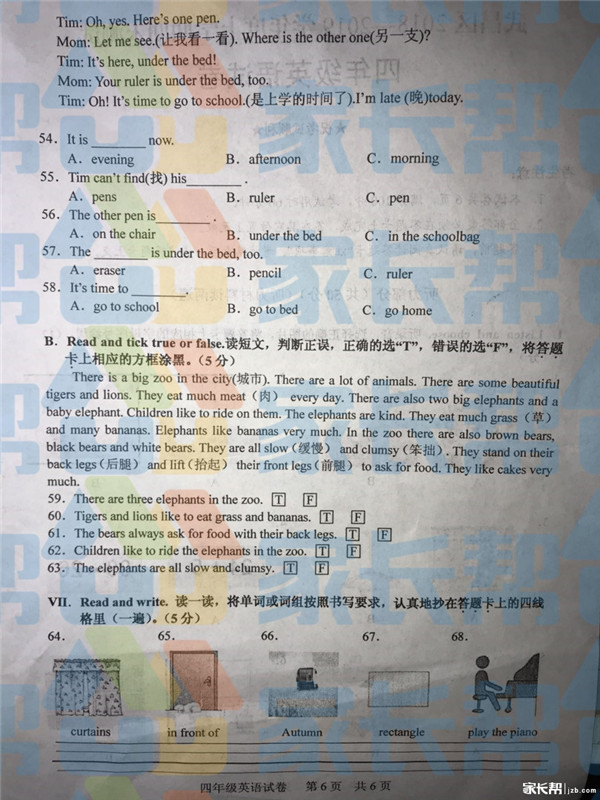 Tim: Oh, yes. Here's one pen.
Mom: Let me see.(让我看一看). Where is the other one(另一支)?
Tim: It's here, under the bed!
Mom: Your ruler is under the bed, too.
Tim: Oh! It's time to go to school.(是上学的时间了).I'm late (晚)today.
54. It is ______ now.
A. evening B. afternoon C. morning
55. Tim can't find(找) his______ .
A. pens B. ruler C. pen
56. The other pen is______ .
A. on the chair B. under the bed C. in the schoolbag
57. The ______ is under the bed, too.
A. eraser B. pencil C. ruler
58. It's time to ______
A. go to school B. go to bed C. go home
B. Read and tick true or false.读短文，判断正误，正确的选“T”，错误的选“F”，将答题
卡上相应的方框涂黑。(5分)
There is a big zoo in the city(城市). There are a lot of animals. There are some beautiful
tigers and lions. They eat much meat (肉) every day. There are also two big elephants and a
baby elephant. Children like to ride on them. The elephants are kind. They eat much grass (草)
and many bananas. Elephants like bananas very much. In the zoo there are also brown bears,
black bears and white bears. They are all slow(缓慢) and clumsy(笨拙). They stand on their
back legs(后腿) and lift(抬起) their front legs(前腿) to ask for food. They like cakes very
much.
59. There are three elephants in the zoo. T F
60. Tigers and lions like to eat grass and bananas. T F
61. The bears always ask for food with their back legs. T F
62. Children like to ride the elephants in the zoo. T F
63. The elephants are all slow and clumsy. T F
VII. Read and write. 读一读，将单词或词组按照书写要求，认真地抄在答题卡上的四线
格里（一遍）。(5分)
64. 65. 66. 67. 68.
curtains in front of Autumn rectangle play the piano
四年级英语试卷 第6页 共6页
家长帮 jzb.com